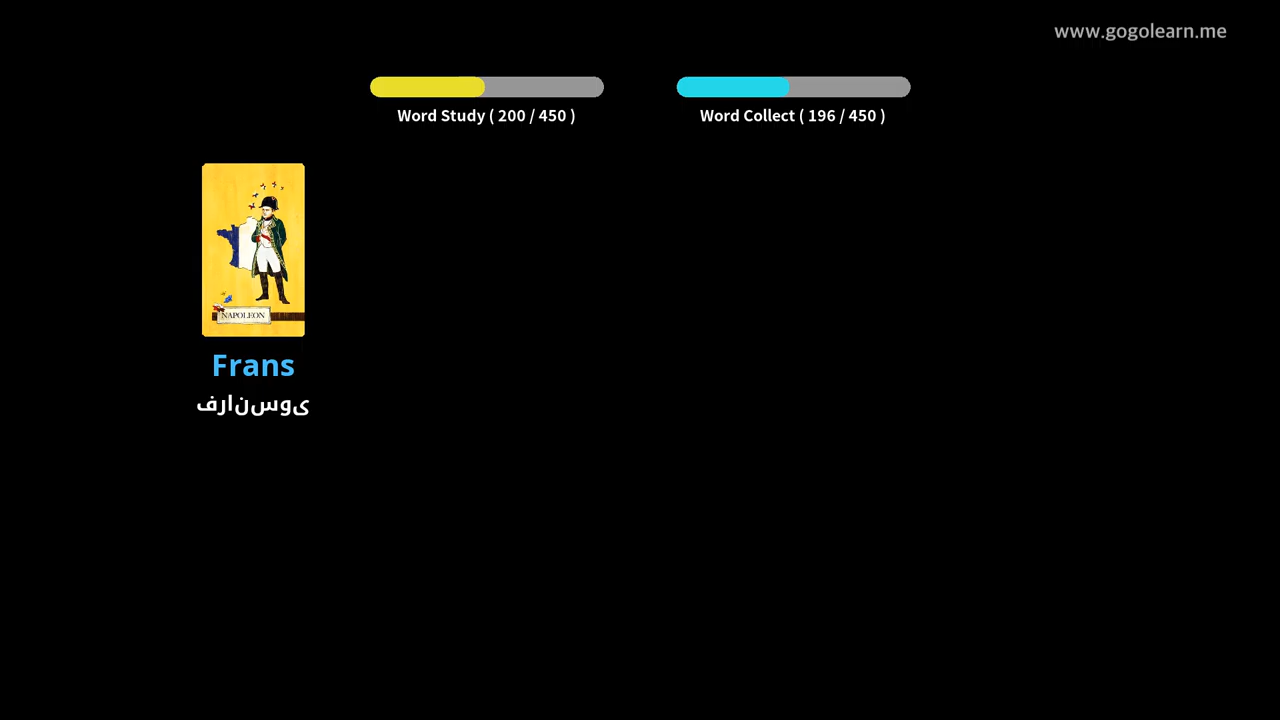 www.gogolearn.me
Word Study ( 200 / 450 )
Word Collect ( 196 / 450 )
NAPOLEON
Frans
فرانسوی